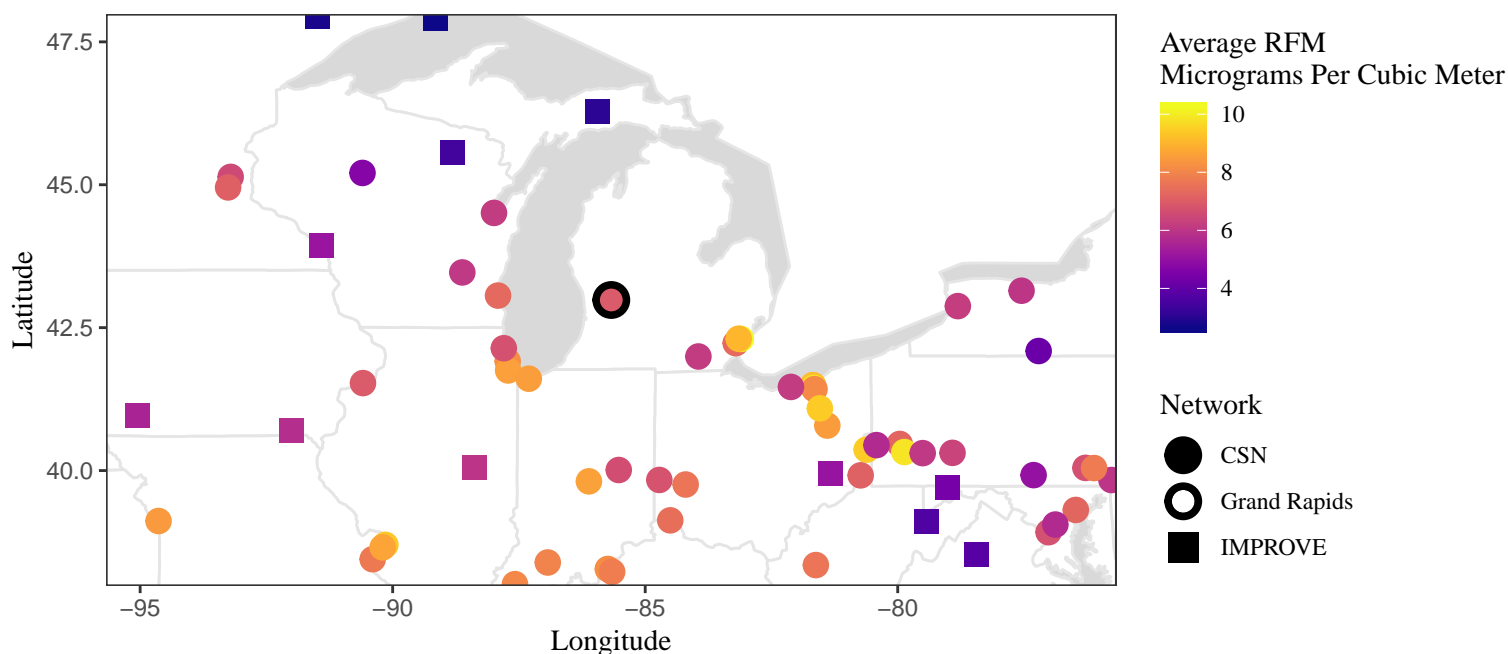 47.5
45.0
42.5
40.0
Latitude
−95
−90
−85
−80
Longitude
Average RFM
Micrograms Per Cubic Meter
10
8
6
4
Network
CSN
Grand Rapids
IMPROVE